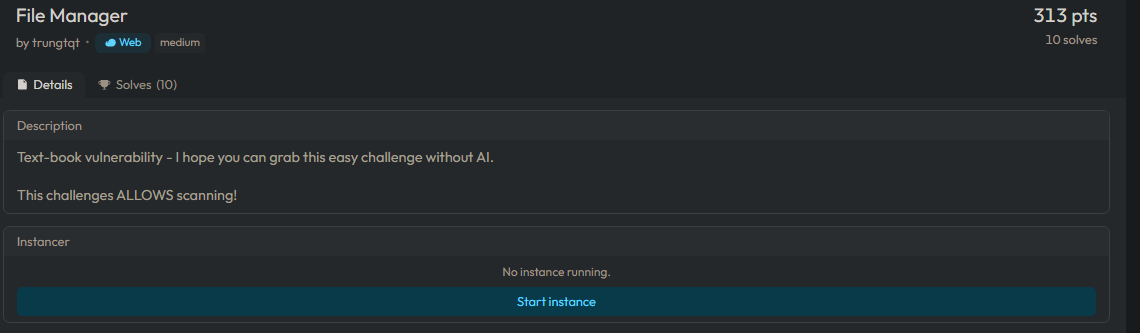 File Manager
313 pts
by trungtqt • Web medium
10 solves
Details
Solves (10)
Description
Text-book vulnerability - I hope you can grab this easy challenge without AI.
This challenges ALLOWS scanning!
Instancer
No instance running.
Start instance